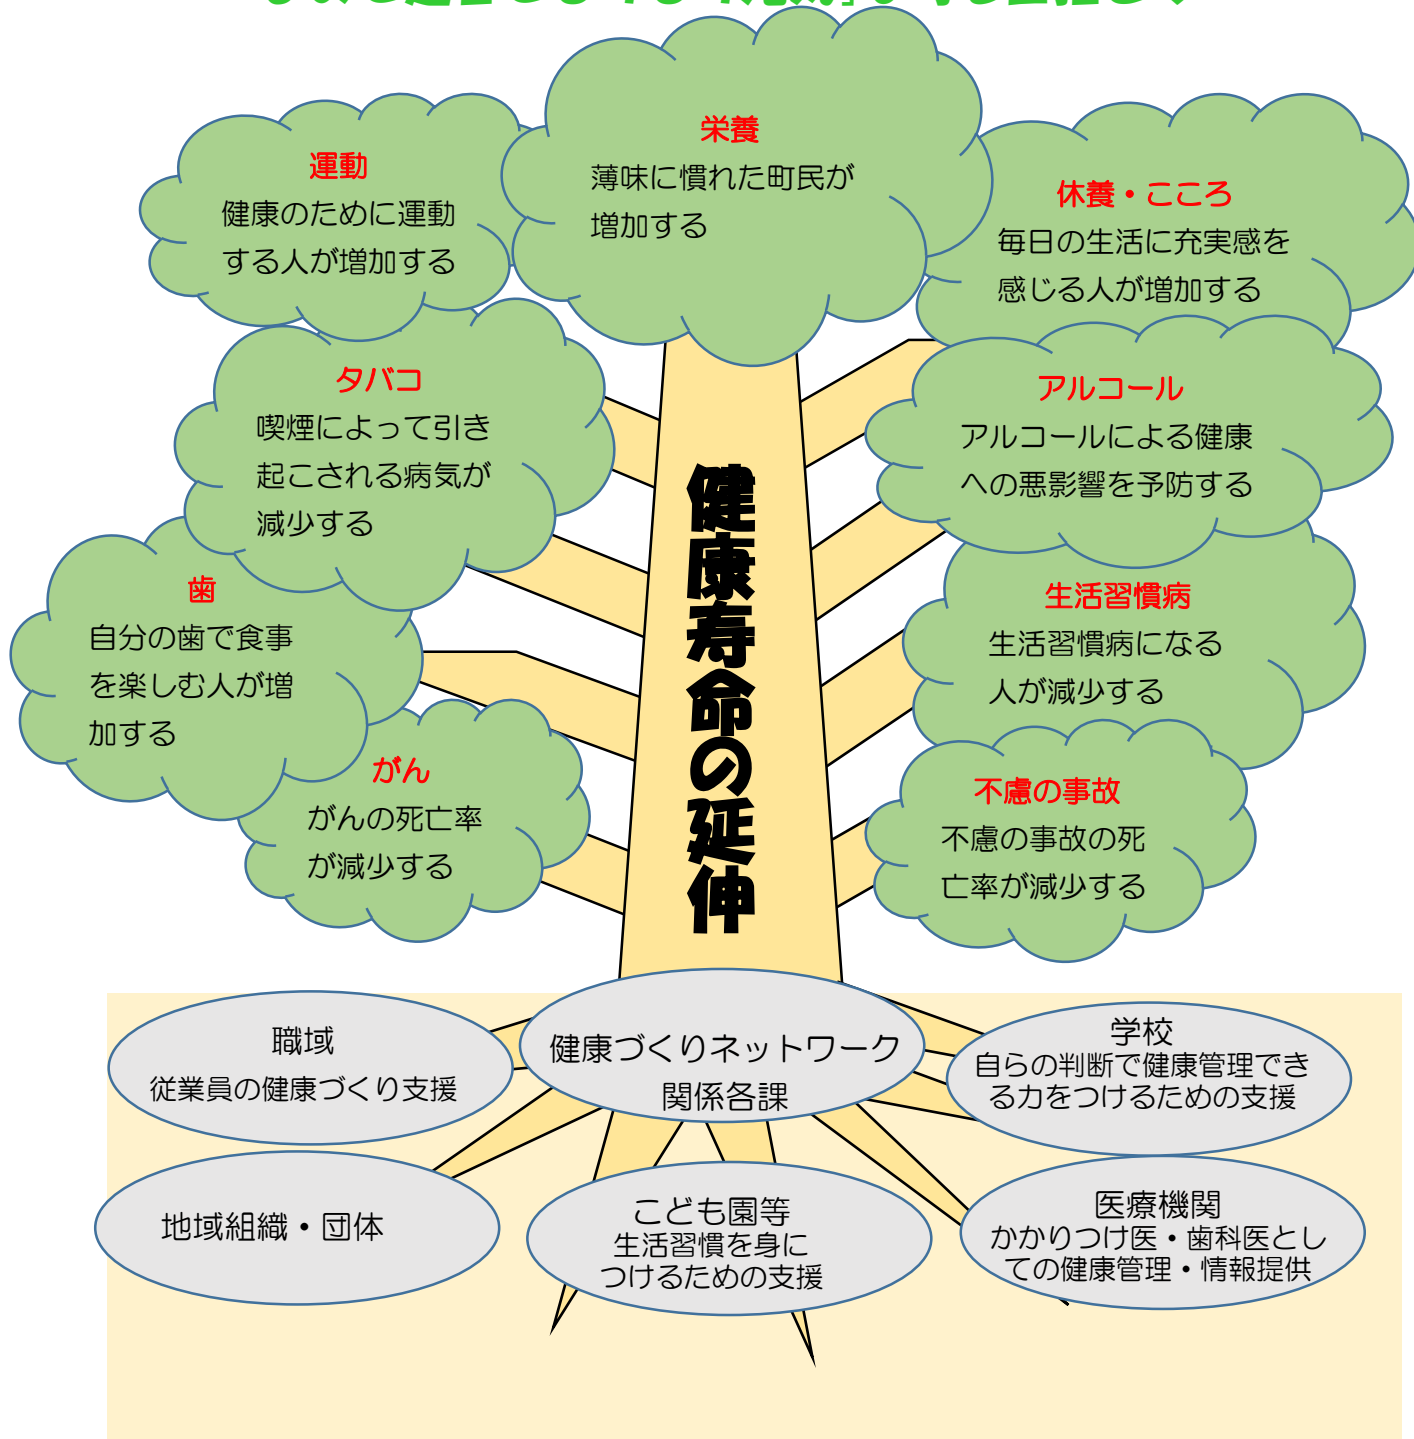 栄養
薄味に慣れた町民が
増加する
運動
健康のために運動
する人が増加する
休養・こころ
毎日の生活に充実感を
感じる人が増加する
タバコ
喫煙によって引き
起こされる病気が
減少する
アルコール
アルコールによる健康
への悪影響を予防する
歯
自分の歯で食事
を楽しむ人が増
加する
生活習慣病
生活習慣病になる
人が減少する
がん
がんの死亡率
が減少する
不慮の事故
不慮の事故の死
亡率が減少する
健康寿命の延伸
健康づくりネットワーク
関係各課
職域
従業員の健康づくり支援
学校
自らの判断で健康管理でき
る力をつけるための支援
地域組織・団体
こども園等
生活習慣を身に
つけるための支援
医療機関
かかりつけ医・歯科医とし
ての健康管理・情報提供